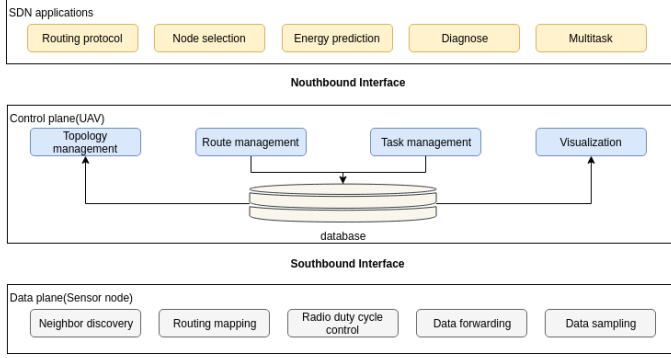 SDN applications
Routing protocol
Node selection
Energy prediction
Diagnose
Multitask
Nouthbound Interface
Control plane(UAV)
Topology
management
Route management
Task management
Visualization
database
Southbound Interface
Data plane(Sensor node)
Neighbor discovery
Routing mapping
Radio duty cycle
control
Data forwarding
Data sampling